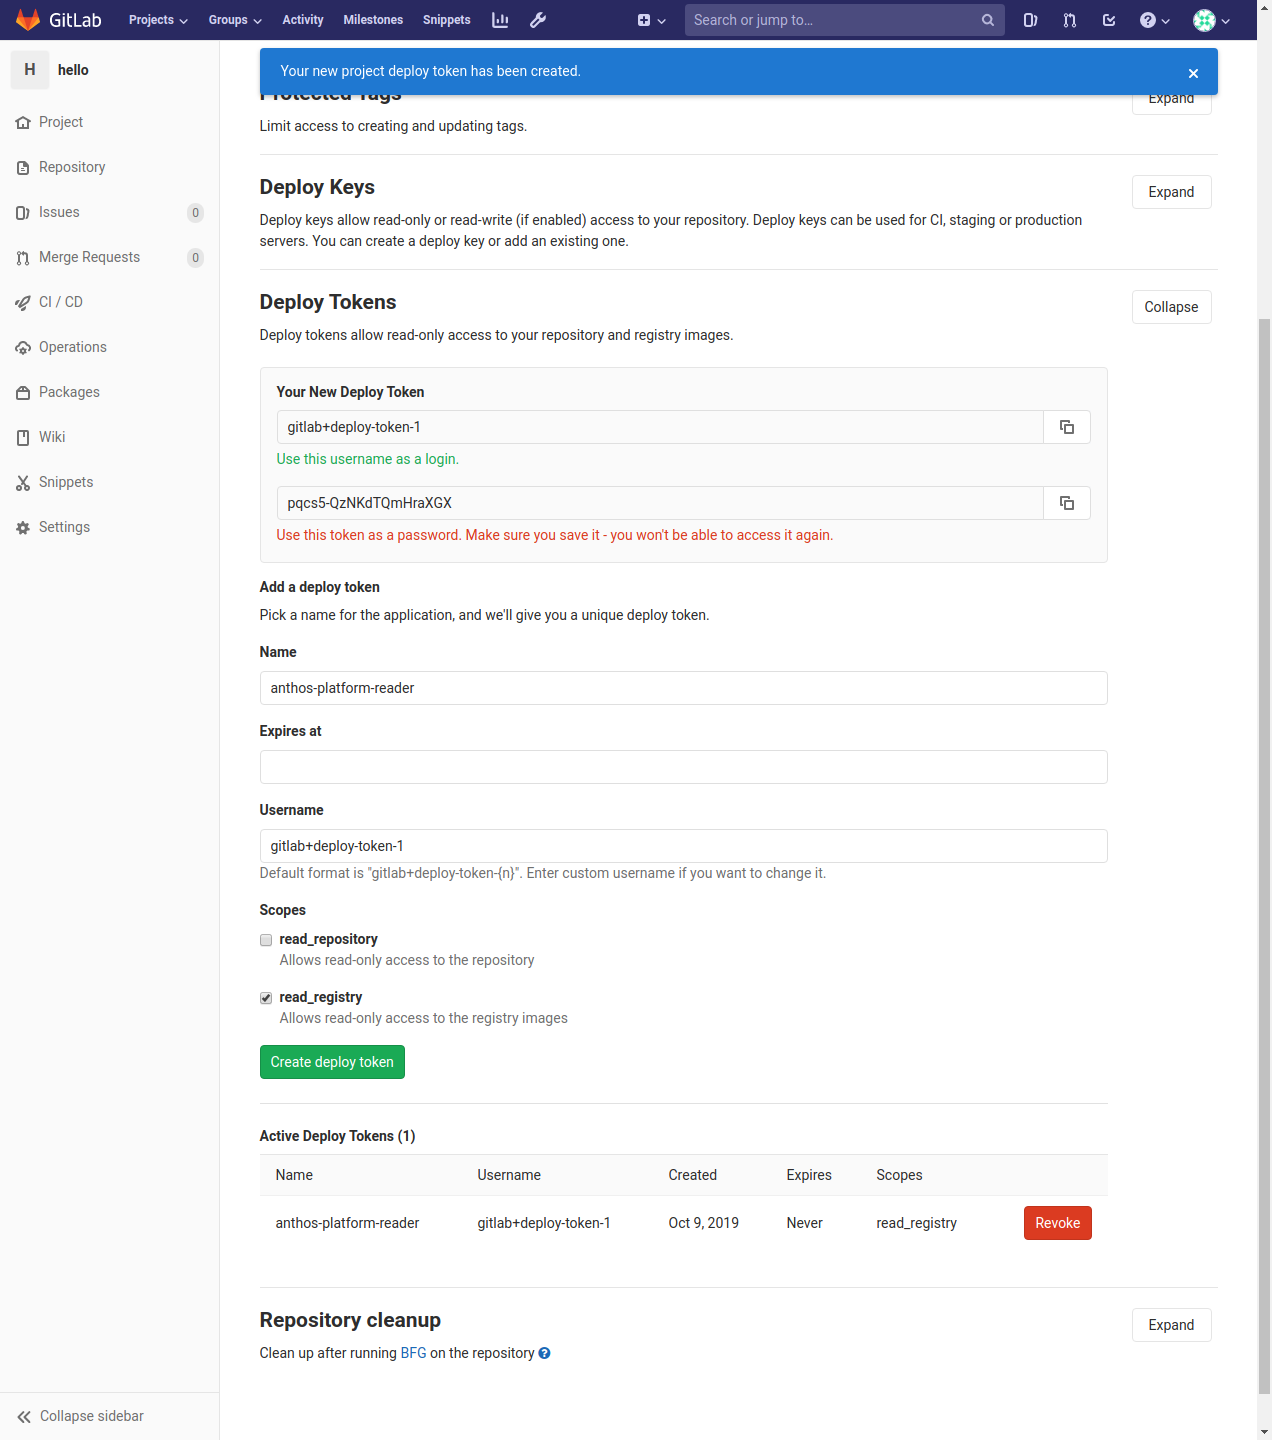 GitLab Projects Groups Activity Milestones Snippets Search or jump to...
H hello
Your new project deploy token has been created. ×
Protected Tags
Expand
Limit access to creating and updating tags.
Project
Repository
Issues 0
Merge Requests 0
CI / CD
Operations
Packages
Wiki
Snippets
Settings
Deploy Keys
Expand
Deploy keys allow read-only or read-write (if enabled) access to your repository. Deploy keys can be used for CI, staging or production
servers. You can create a deploy key or add an existing one.
Deploy Tokens
Collapse
Deploy tokens allow read-only access to your repository and registry images.
Your New Deploy Token
gitlab+deploy-token-1
Use this username as a login.
pqcs5-QzNKdTQmHraXGX
Use this token as a password. Make sure you save it - you won't be able to access it again.
Add a deploy token
Pick a name for the application, and we'll give you a unique deploy token.
Name
anthos-platform-reader
Expires at
Username
gitlab+deploy-token-1
Default format is "gitlab+deploy-token-{n}". Enter custom username if you want to change it.
Scopes
read_repository
Allows read-only access to the repository
read_registry
Allows read-only access to the registry images
Create deploy token
Active Deploy Tokens (1)
Name Username Created Expires Scopes
anthos-platform-reader gitlab+deploy-token-1 Oct 9, 2019 Never read_registry Revoke
Repository cleanup
Expand
Clean up after running BFG on the repository ?
Collapse sidebar